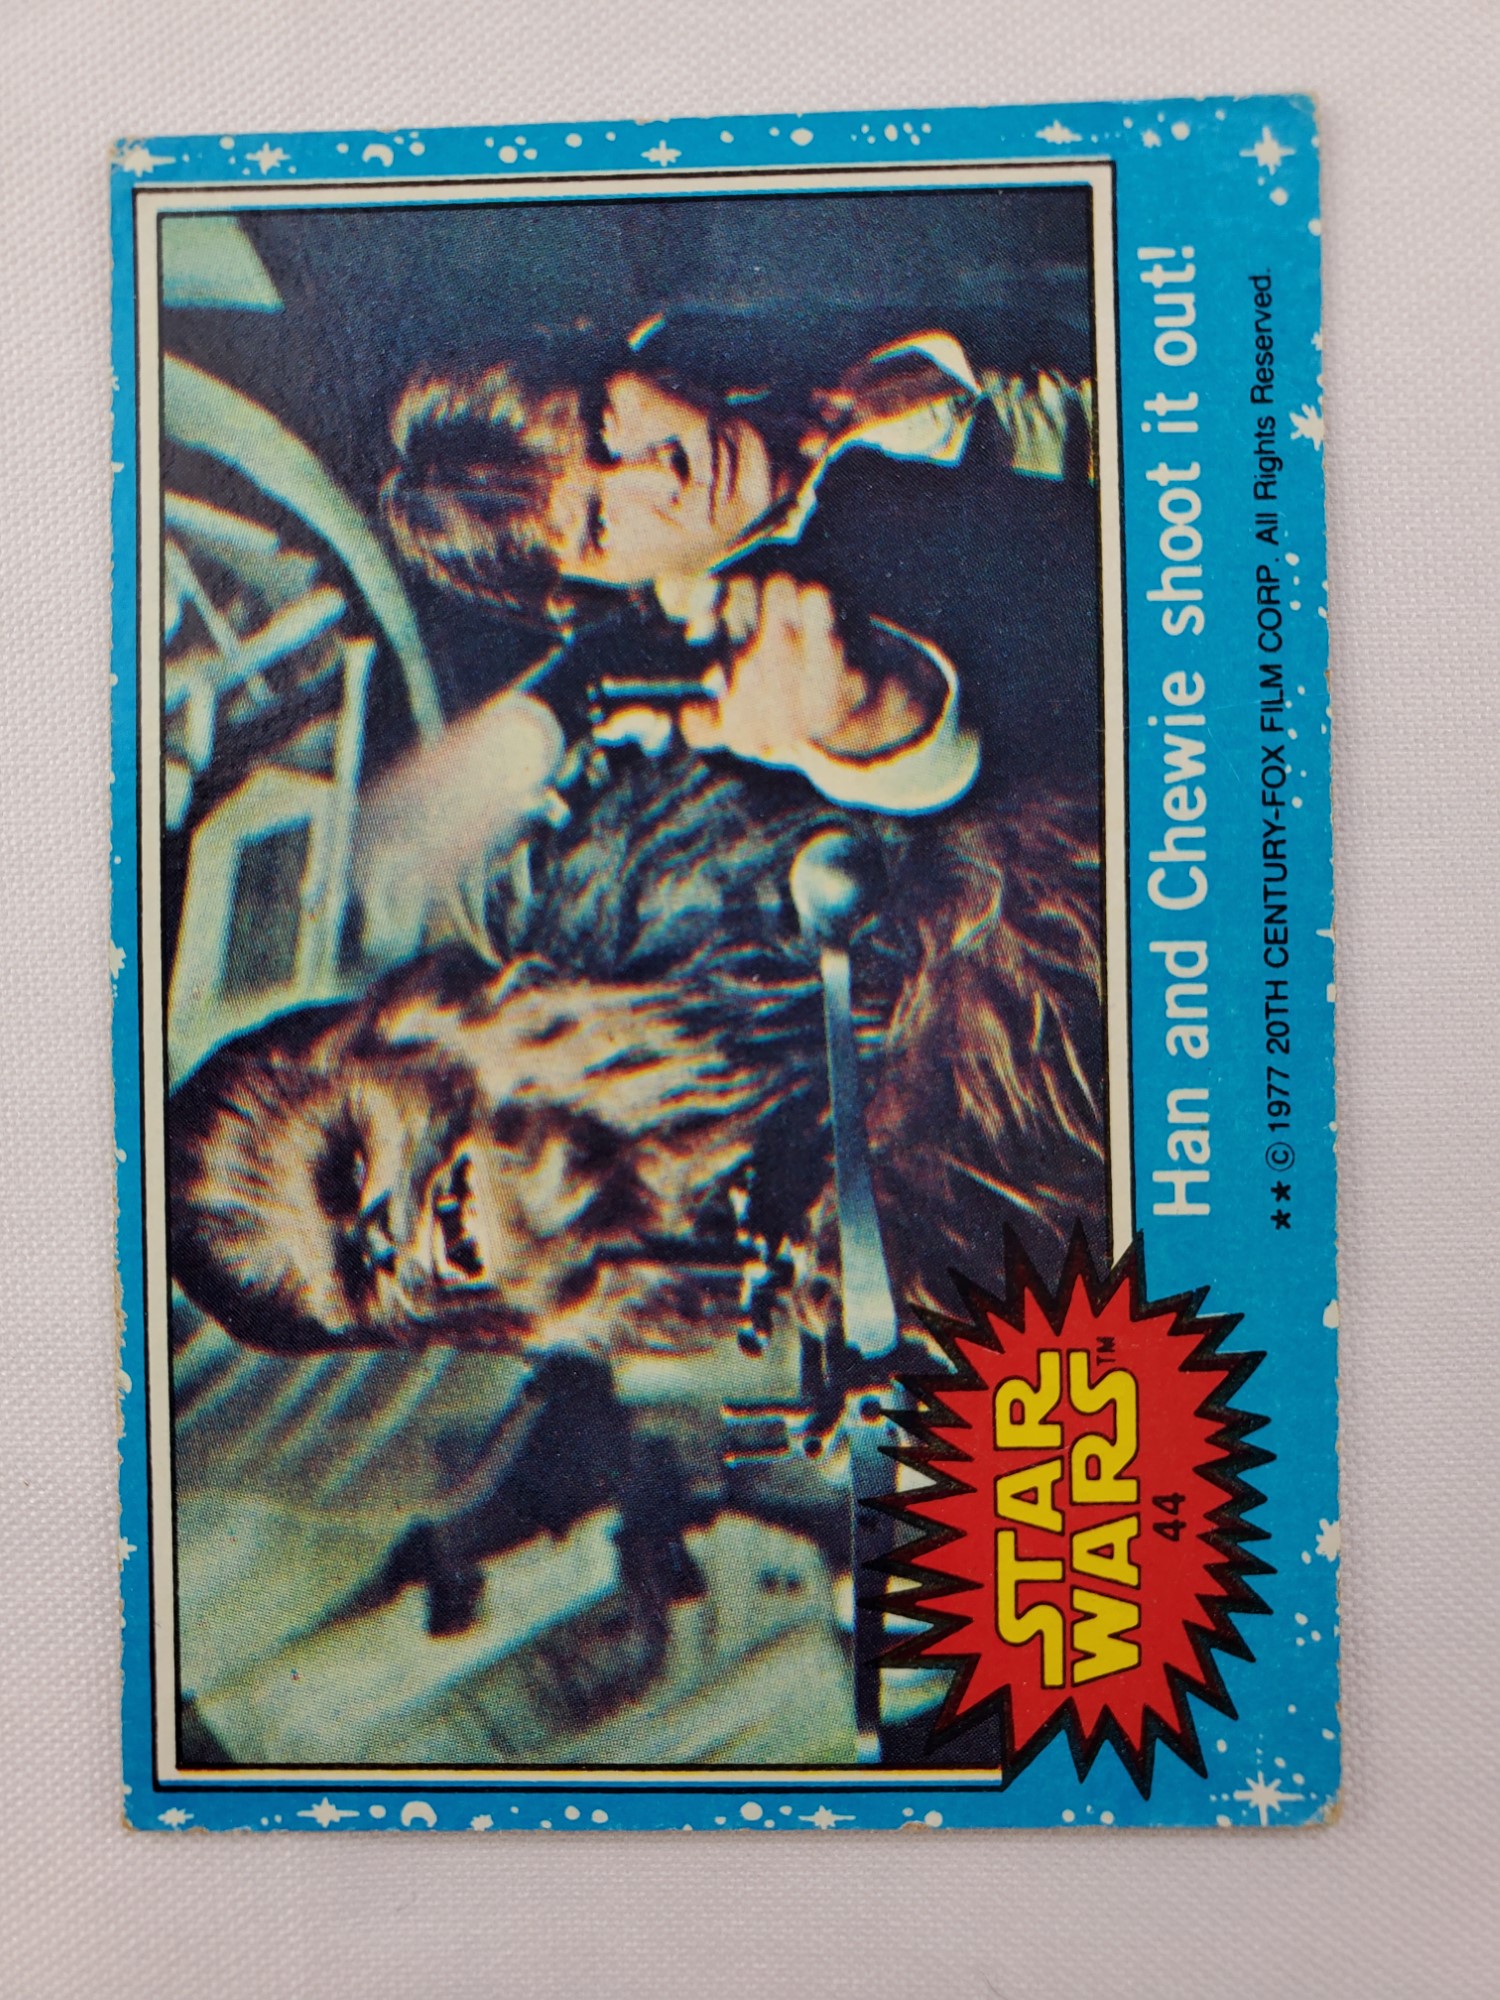 Han and Chewie shoot it out!
★★ © 1977 20TH CENTURY-FOX FILM CORP. All Rights Reserved.
STAR
WARS™
44